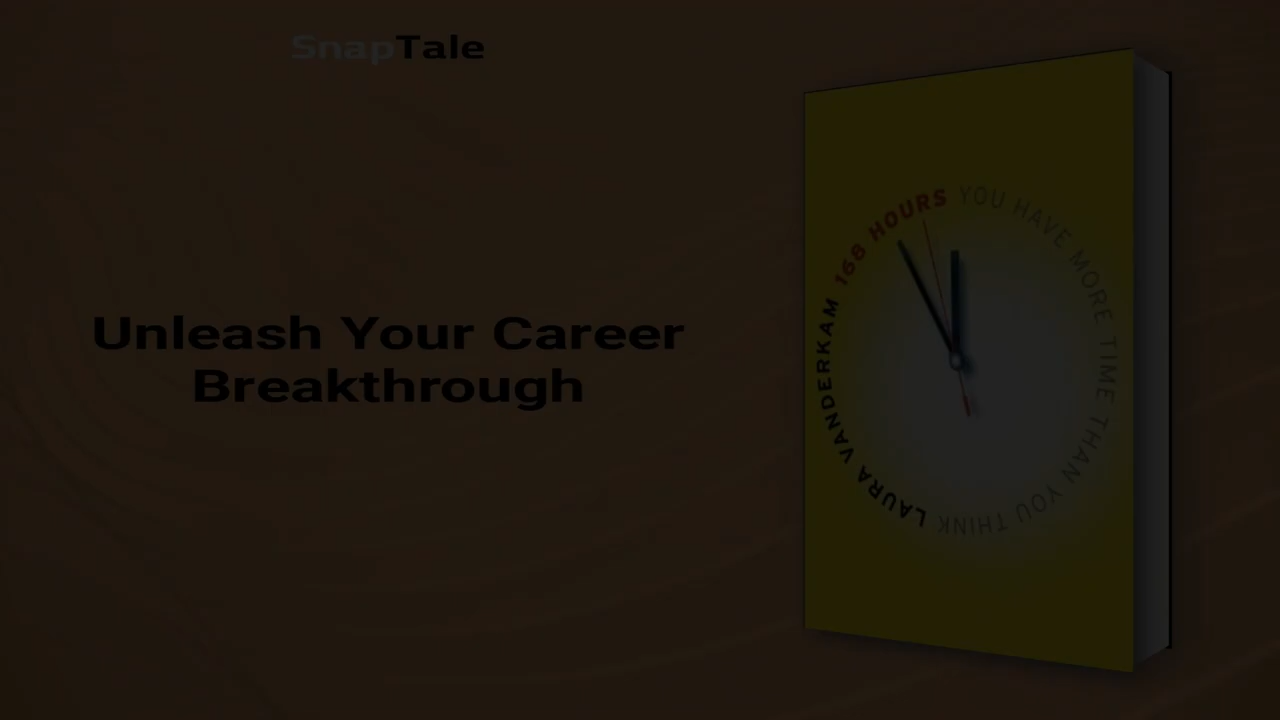 SnapTale
Unleash Your Career
Breakthrough
LAURA VANDERKAM 168 HOURS YOU HAVE MORE TIME THAN YOU THINK